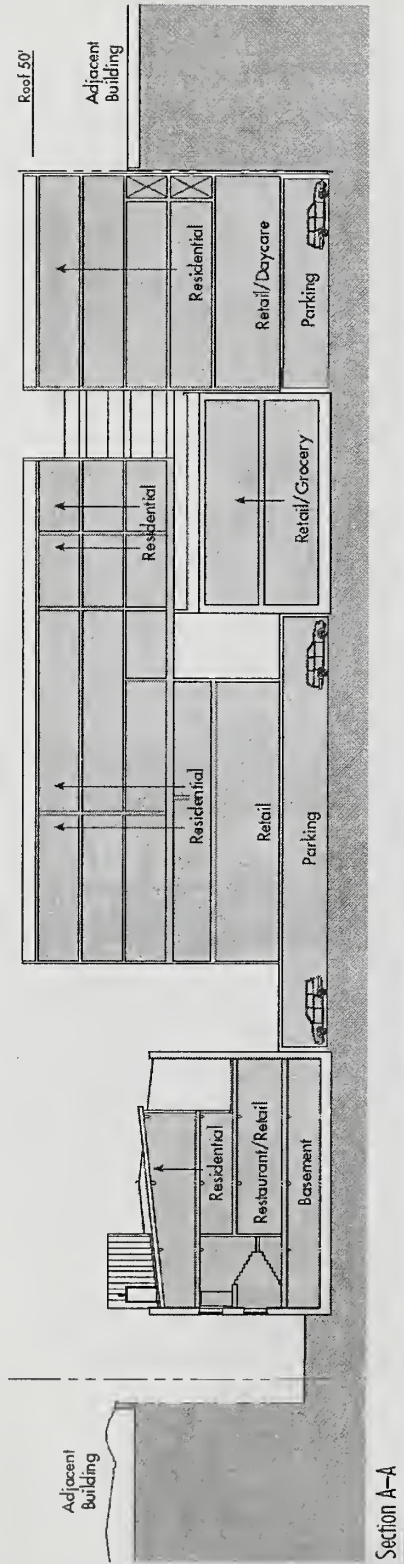 Adjacent
Building
Residential
Restaurant/Retail
Basement
Residential
Retail
Parking
Residential
Retail/Grocery
Residential
Retail/Daycare
Parking
Roof 50'
Adjacent
Building
Section A–A